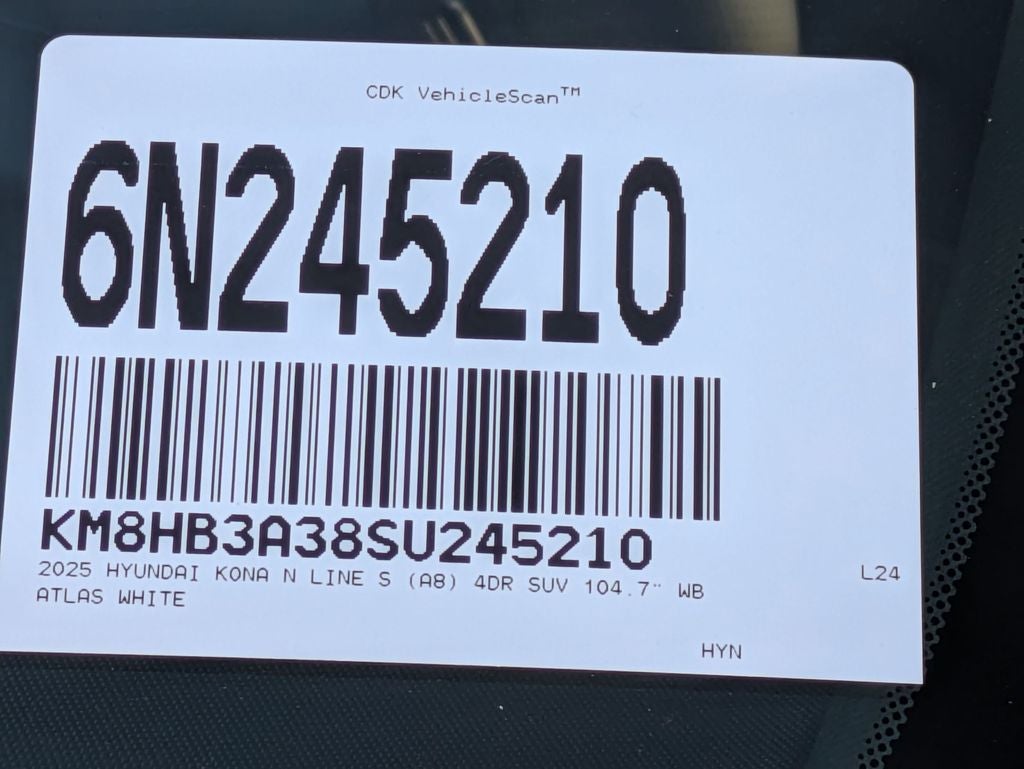 CDK VehicleScan™
6N245210
KM8HB3A38SU245210
2025 HYUNDAI KONA N LINE S (A8) 4DR SUV 104.7" WB
L24
ATLAS WHITE
HYN